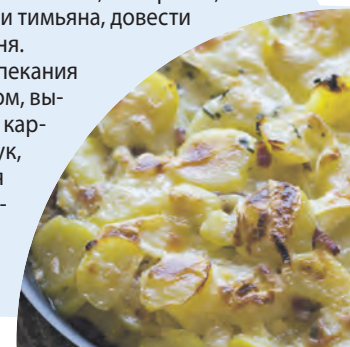 и тимьяна, довести
ня.
пекания
ом, вы-
кар-
ук,
я
-